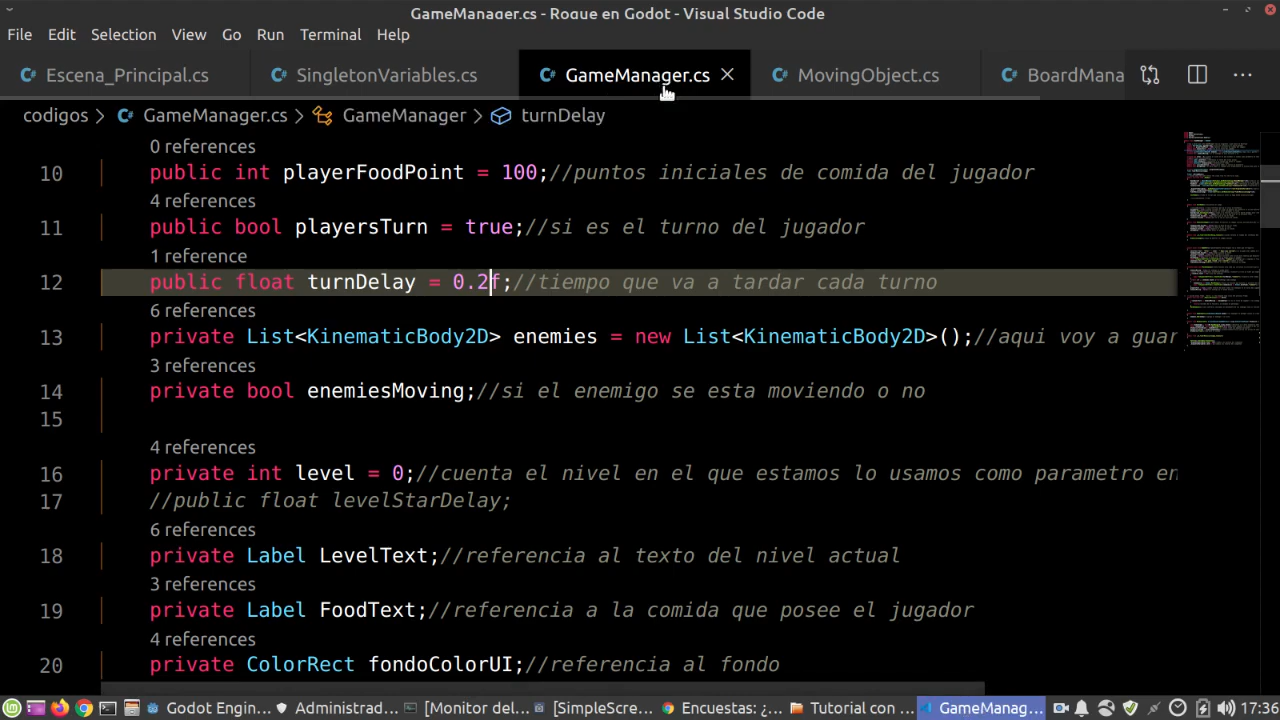 GameManager.cs - Rogue en Godot - Visual Studio Code
File Edit Selection View Go Run Terminal Help
Escena_Principal.cs SingletonVariables.cs GameManager.cs MovingObject.cs BoardMana
codigos > GameManager.cs > GameManager > turnDelay
0 references
10 public int playerFoodPoint = 100;//puntos iniciales de comida del jugador
4 references
11 public bool playersTurn = true;//si es el turno del jugador
1 reference
12 public float turnDelay = 0.2f;//tiempo que va a tardar cada turno
6 references
13 private List<KinematicBody2D> enemies = new List<KinematicBody2D>();//aqui voy a guar
3 references
14 private bool enemiesMoving;//si el enemigo se esta moviendo o no
15
4 references
16 private int level = 0;//cuenta el nivel en el que estamos lo usamos como parametro en
17 //public float levelStarDelay;
6 references
18 private Label LevelText;//referencia al texto del nivel actual
3 references
19 private Label FoodText;//referencia a la comida que posee el jugador
4 references
20 private ColorRect fondoColorUI;//referencia al fondo
Godot Engin... Administrad... [Monitor del... [SimpleScre... Encuestas: ¿,... Tutorial con ... GameManag... 17:36